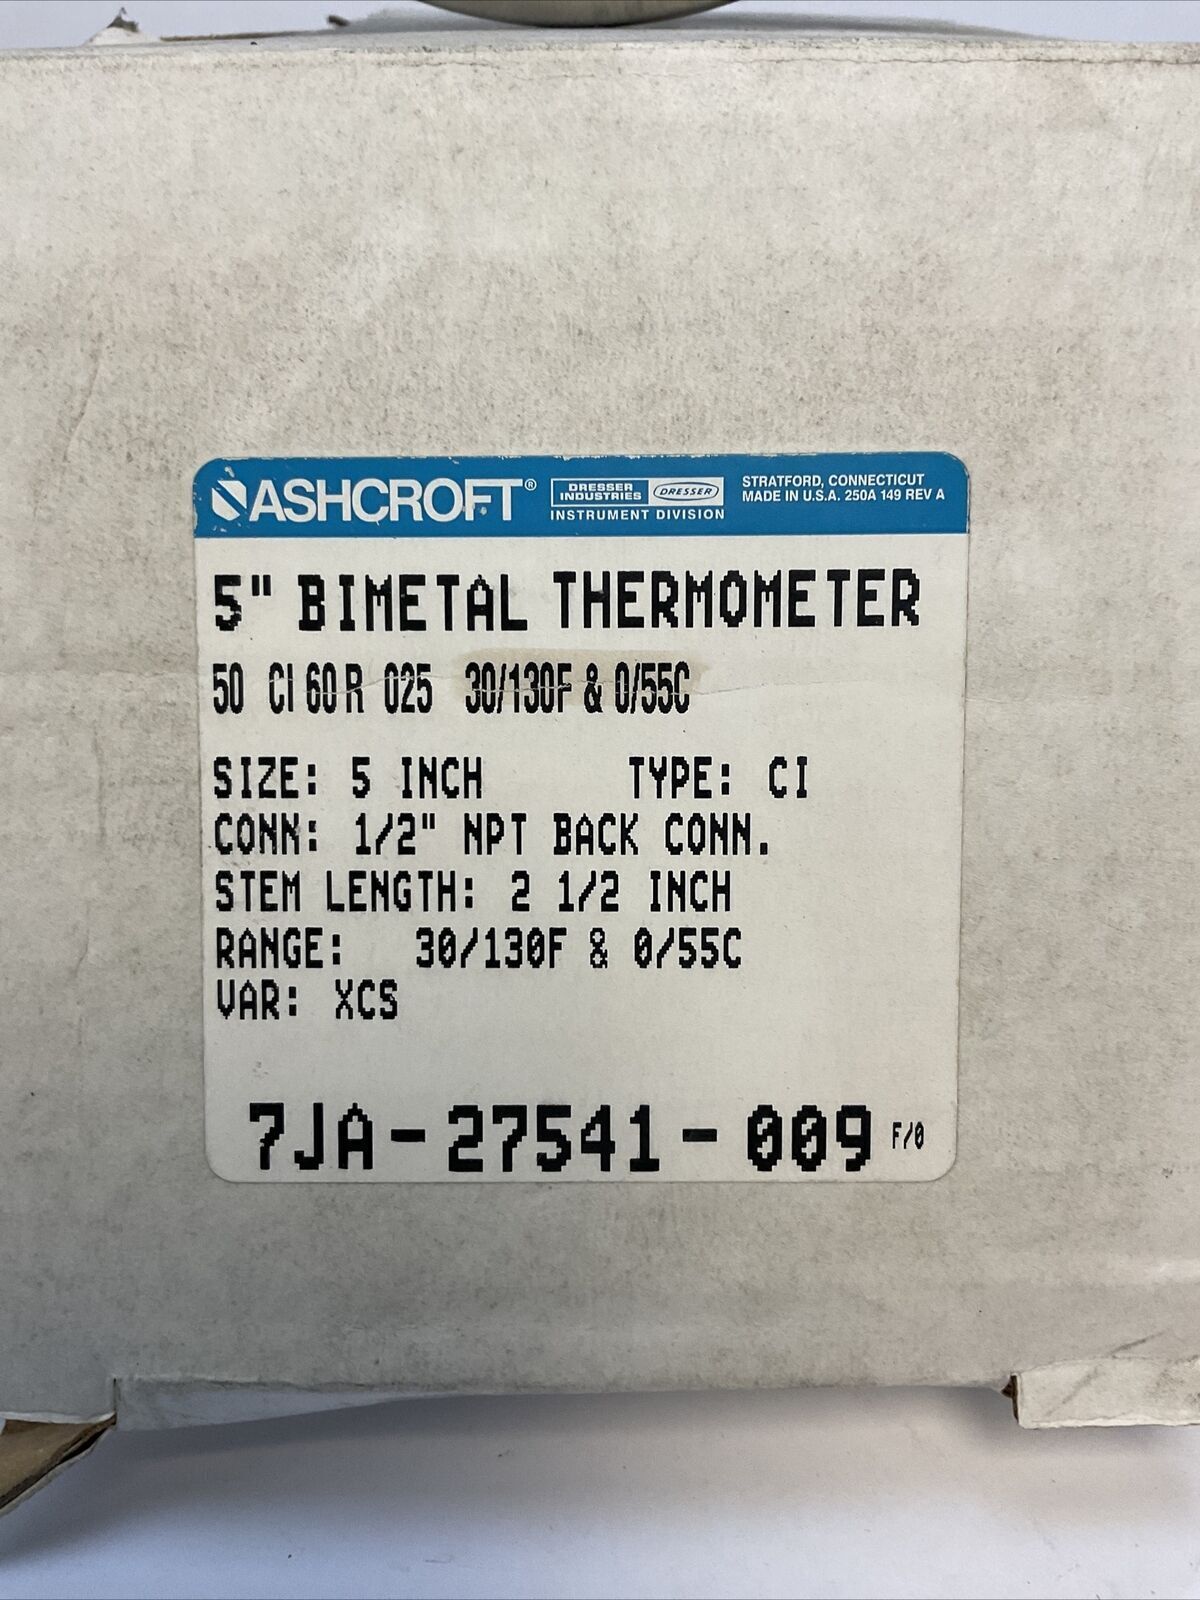 ASHCROFT®
DRESSER INDUSTRIES
DRESSER
INSTRUMENT DIVISION
STRATFORD, CONNECTICUT
MADE IN U.S.A. 250A 149 REV A
5" BIMETAL THERMOMETER
50 CI 60 R 025 30/130F & 0/55C
SIZE: 5 INCH TYPE: CI
CONN: 1/2" NPT BACK CONN.
STEM LENGTH: 2 1/2 INCH
RANGE: 30/130F & 0/55C
VAR: XCS
7JA-27541-009 F/0